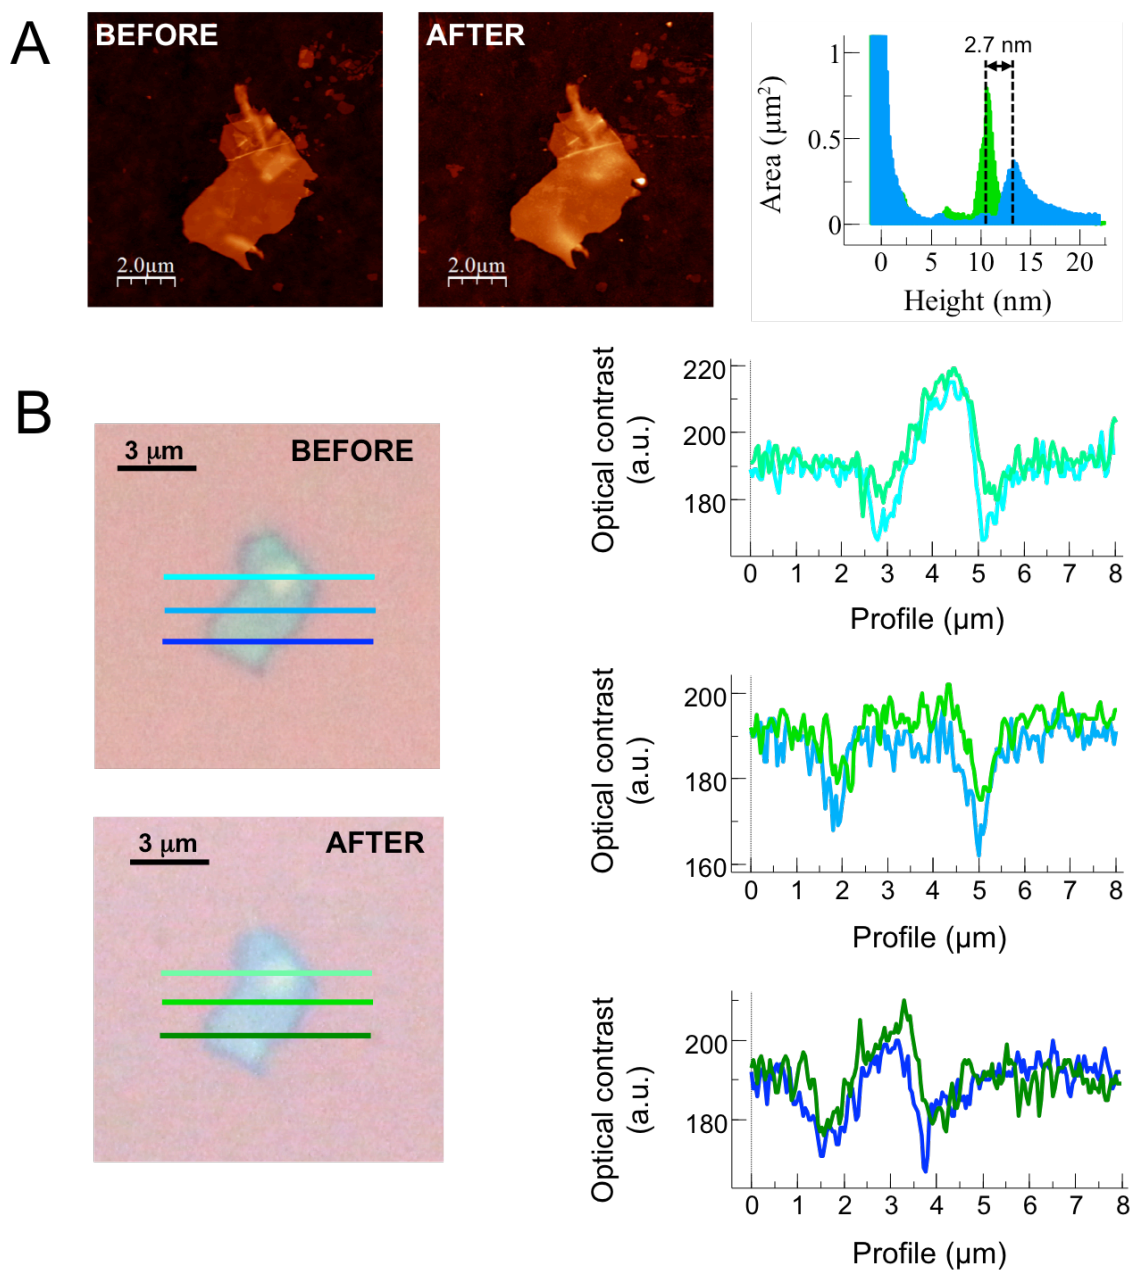 A
BEFORE
2.0µm
AFTER
2.0µm
2.7 nm
1
0.5
0
Area (µm²)
0 5 10 15 20
Height (nm)
B
3 µm
BEFORE
3 µm
AFTER
220
200
180
Optical contrast
(a.u.)
0 1 2 3 4 5 6 7 8
Profile (µm)
200
180
160
Optical contrast
(a.u.)
0 1 2 3 4 5 6 7 8
Profile (µm)
200
180
Optical contrast
(a.u.)
0 1 2 3 4 5 6 7 8
Profile (µm)